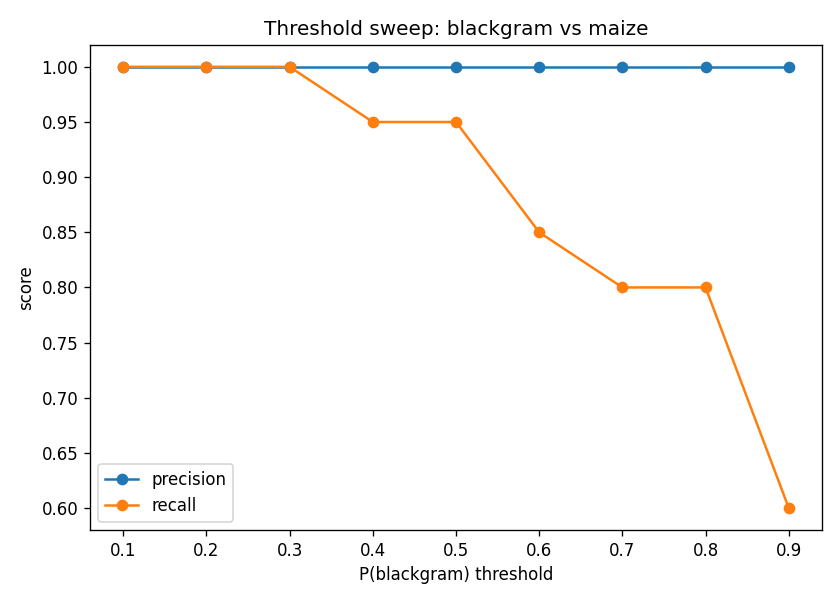 Threshold sweep: blackgram vs maize
1.00
0.95
0.90
0.85
0.80
0.75
0.70
0.65
0.60
score
precision
recall
0.1 0.2 0.3 0.4 0.5 0.6 0.7 0.8 0.9
P(blackgram) threshold